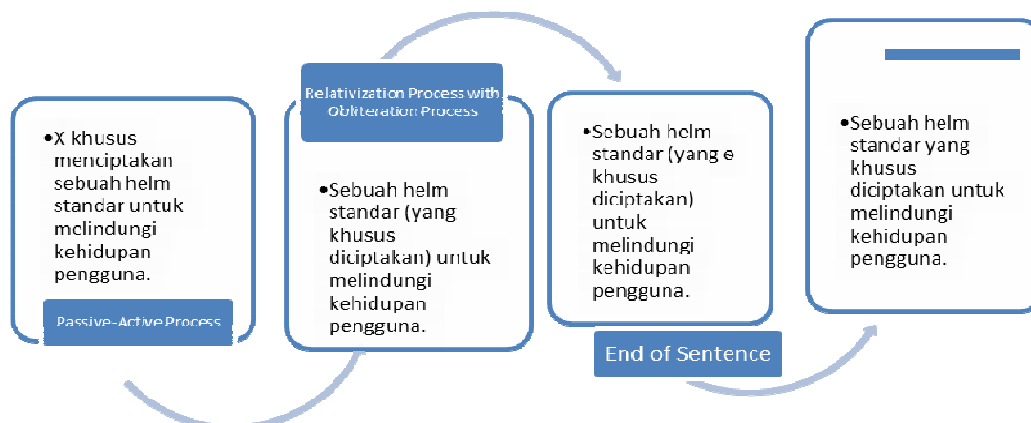 •X khusus
menciptakan
sebuah helm
standar untuk
melindungi
kehidupan
pengguna.
Passive-Active Process
Relativization Process with
Obliteration Process
•Sebuah helm
standar (yang
khusus
diciptakan) untuk
melindungi
kehidupan
pengguna.
•Sebuah helm
standar (yang e
khusus
diciptakan)
untuk
melindungi
kehidupan
pengguna.
End of Sentence
•Sebuah helm
standar yang
khusus
diciptakan untuk
melindungi
kehidupan
pengguna.